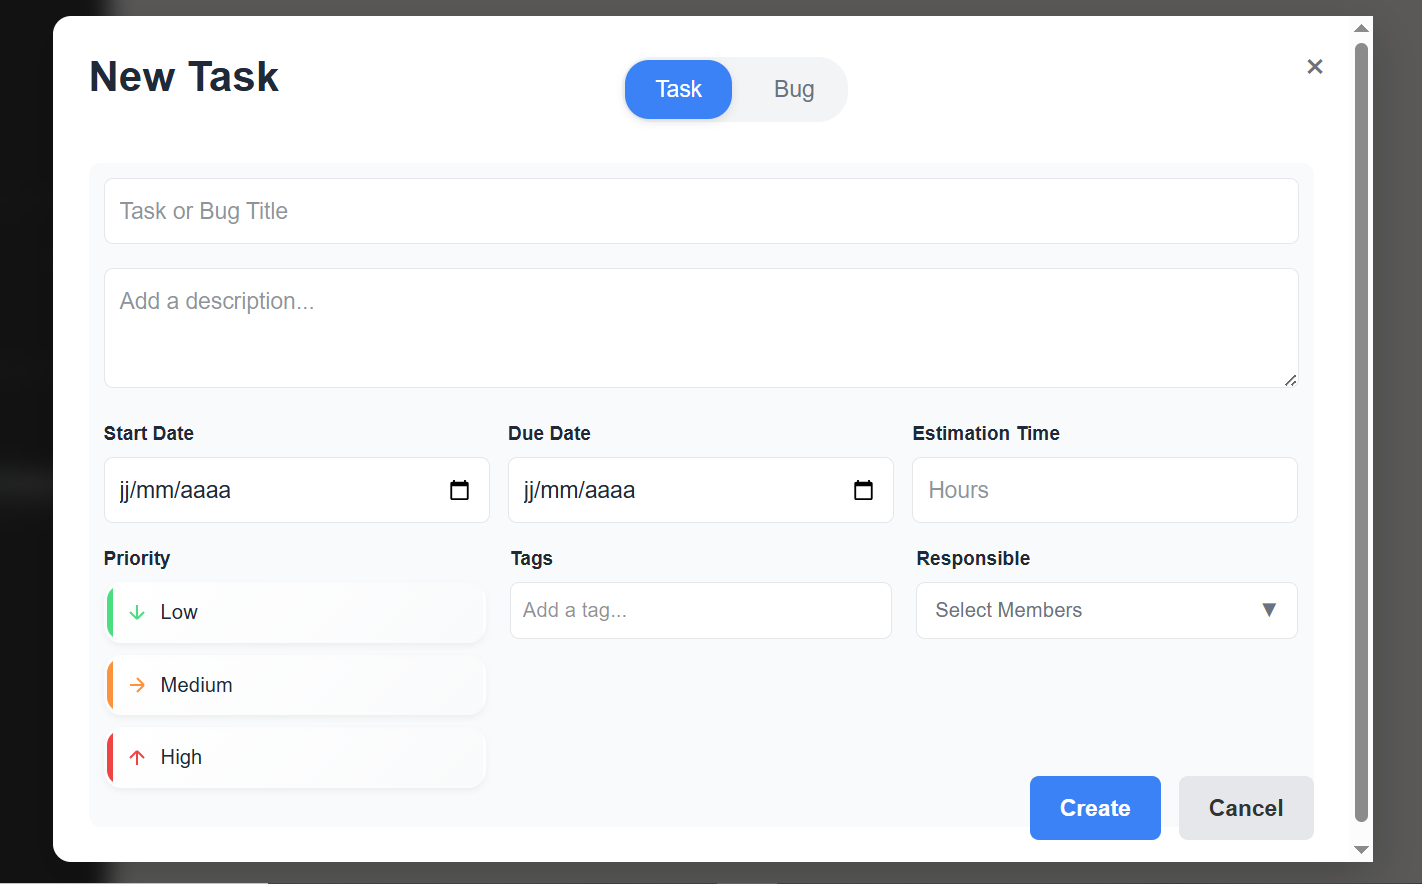 New Task
Task Bug
×
Task or Bug Title
Add a description...
Start Date Due Date Estimation Time
jj/mm/aaaa jj/mm/aaaa Hours
Priority Tags Responsible
Low Add a tag... Select Members
Medium
High
Create Cancel